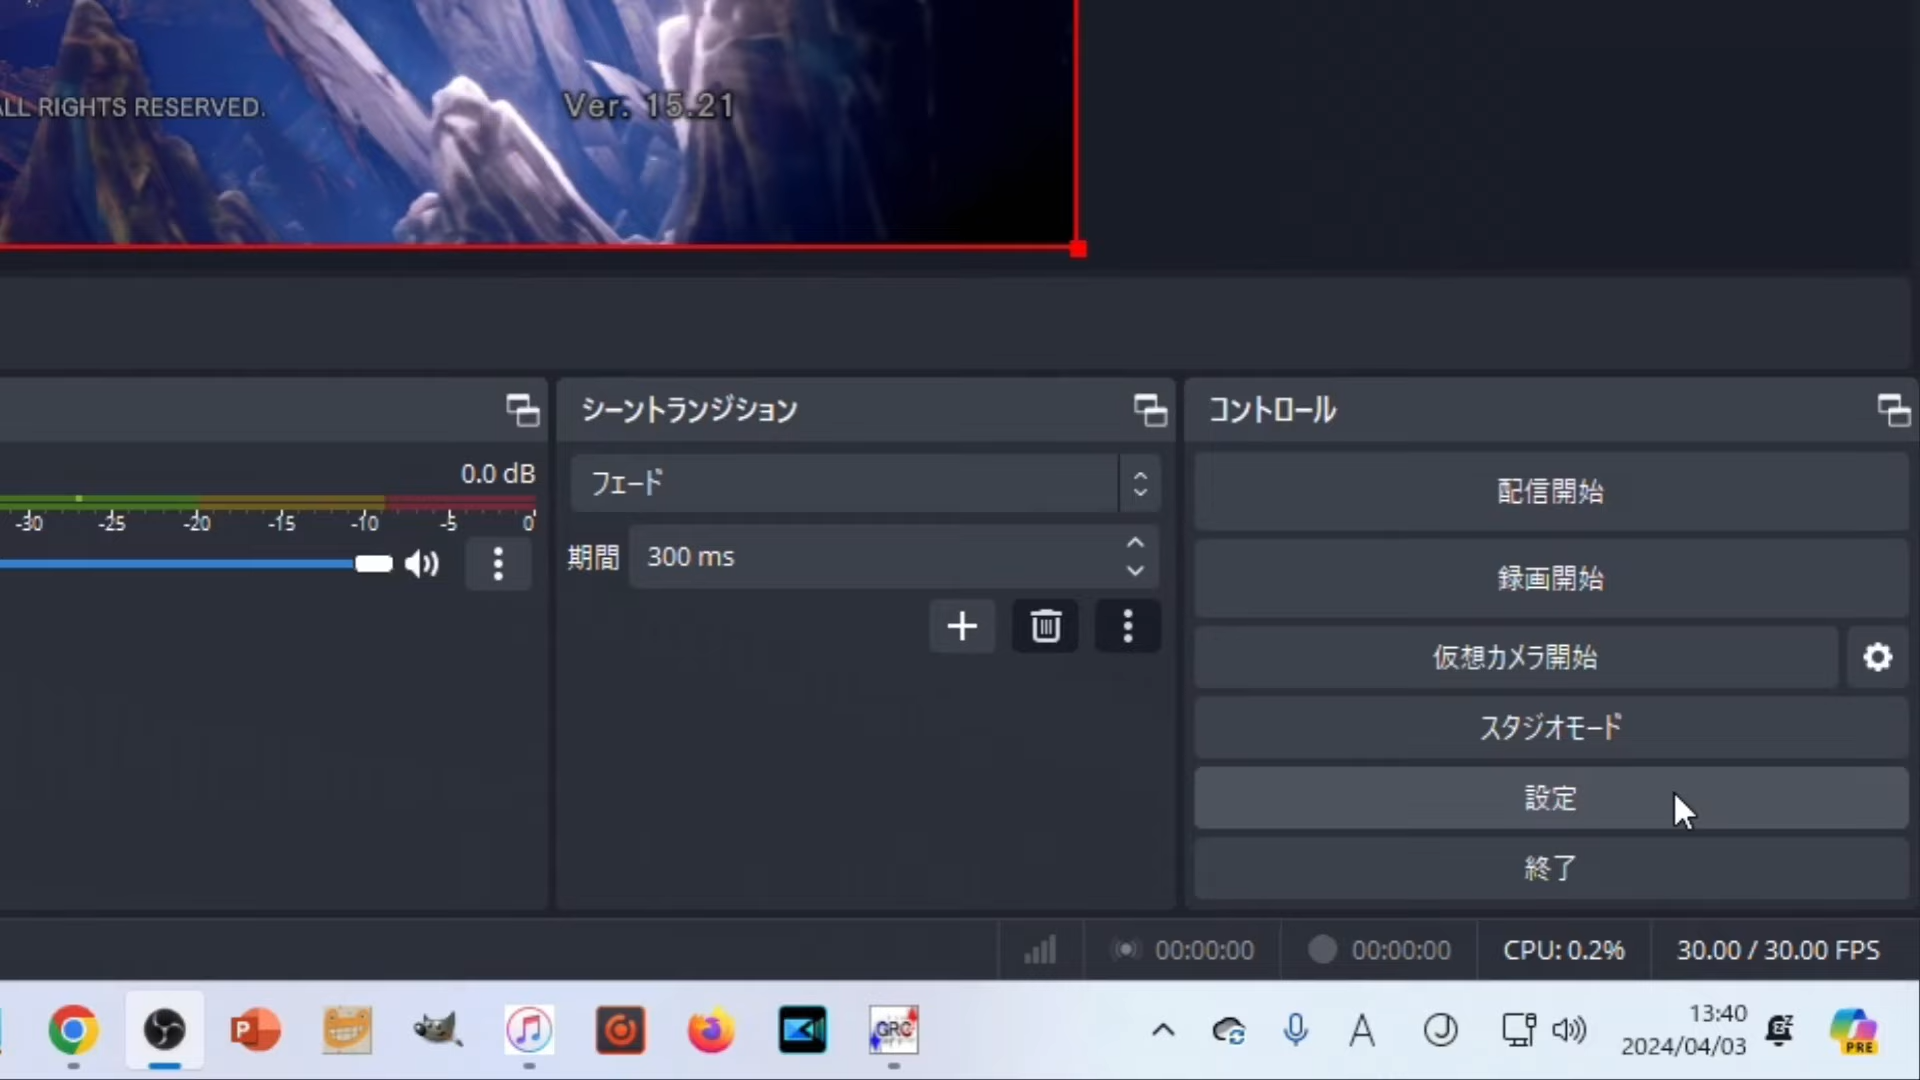 ALL RIGHTS RESERVED.
Ver. 15.21
シーントランジション
コントロール
0.0 dB
-30 -25 -20 -15 -10 -5 0
フェード
期間 300 ms
配信開始
録画開始
仮想カメラ開始
スタジオモード
設定
終了
00:00:00 00:00:00 CPU: 0.2% 30.00 / 30.00 FPS
P
GRC
A
13:40
2024/04/03
PRE